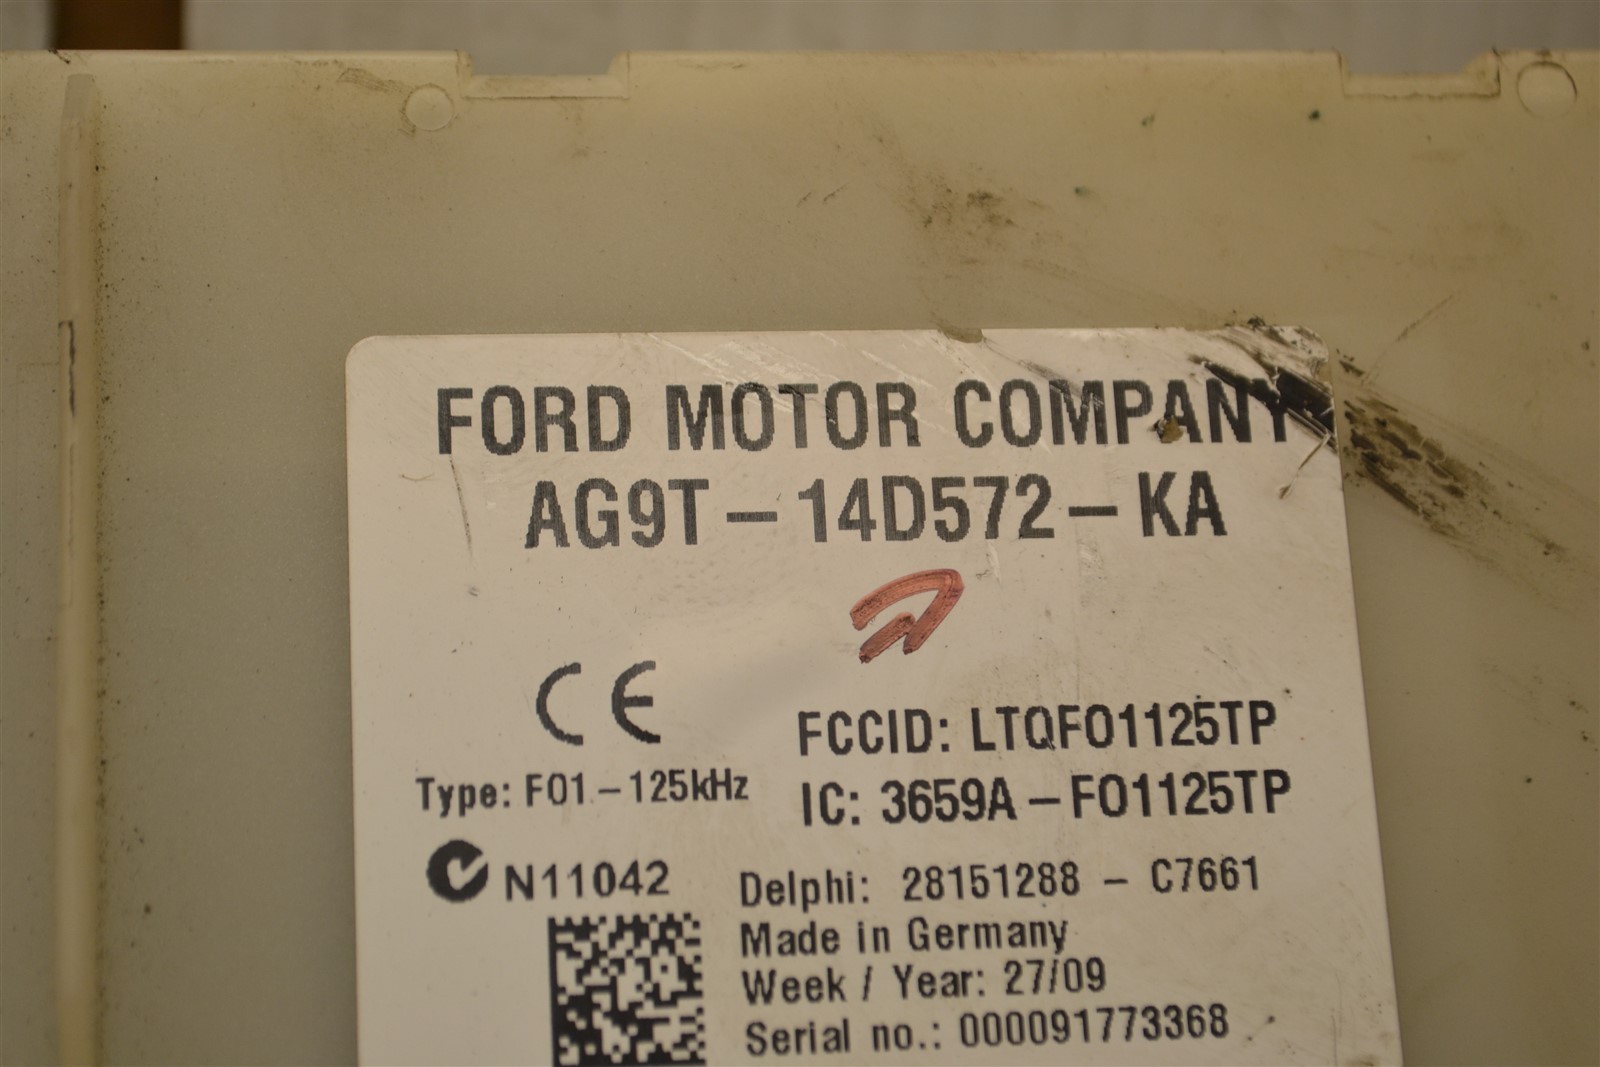 FORD MOTOR COMPANY
AG9T-14D572-KA
CE
FCCID: LTQFO1125TP
Type: FO1-125kHz
IC: 3659A-FO1125TP
N11042
Delphi: 28151288 - C7661
Made in Germany
Week / Year: 27/09
Serial no.: 000091773368